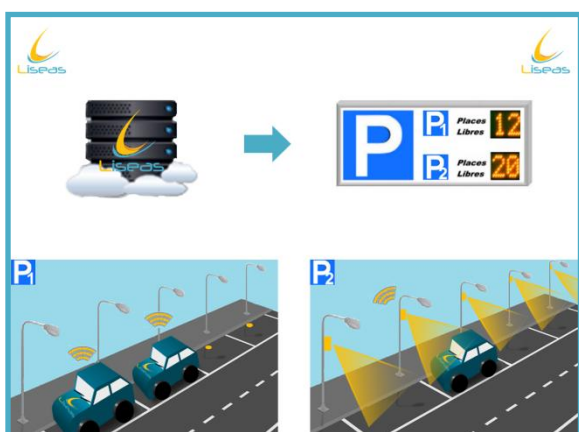 Liseas
Liseas
Liseas
P
P1 Places Libres 12
P2 Places Libres 20
P1
P2